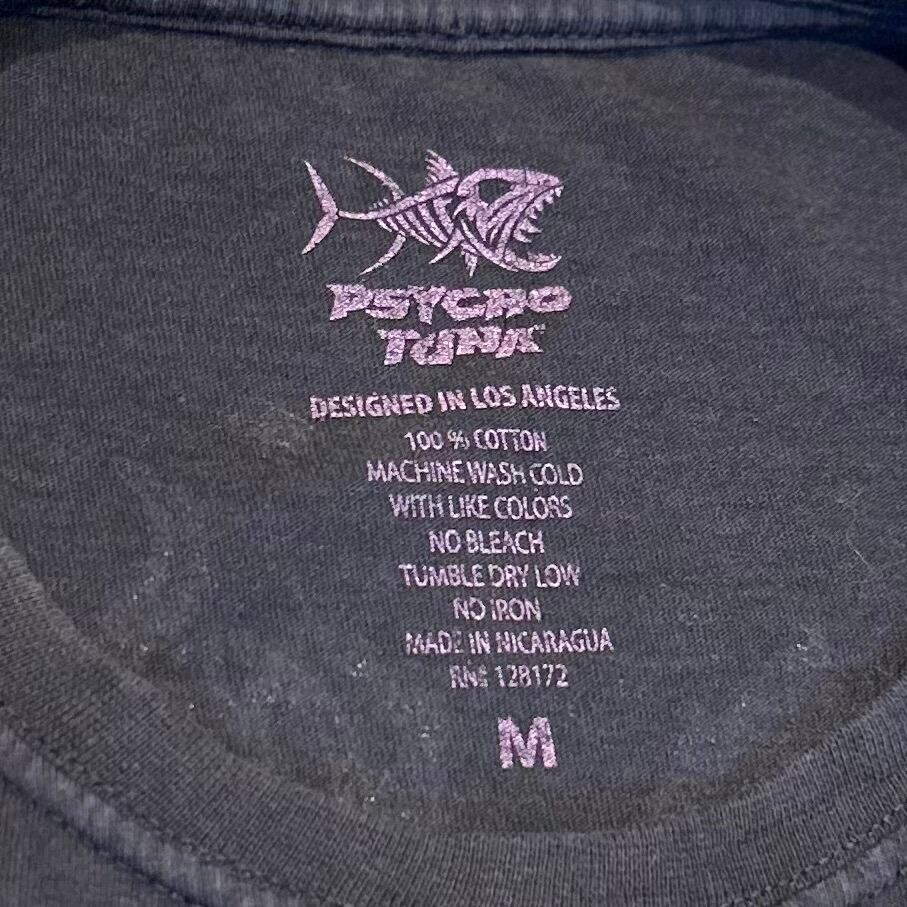 PSYCHO
TUNA
DESIGNED IN LOS ANGELES
100 % COTTON
MACHINE WASH COLD
WITH LIKE COLORS
NO BLEACH
TUMBLE DRY LOW
NO IRON
MADE IN NICARAGUA
RN# 128172
M